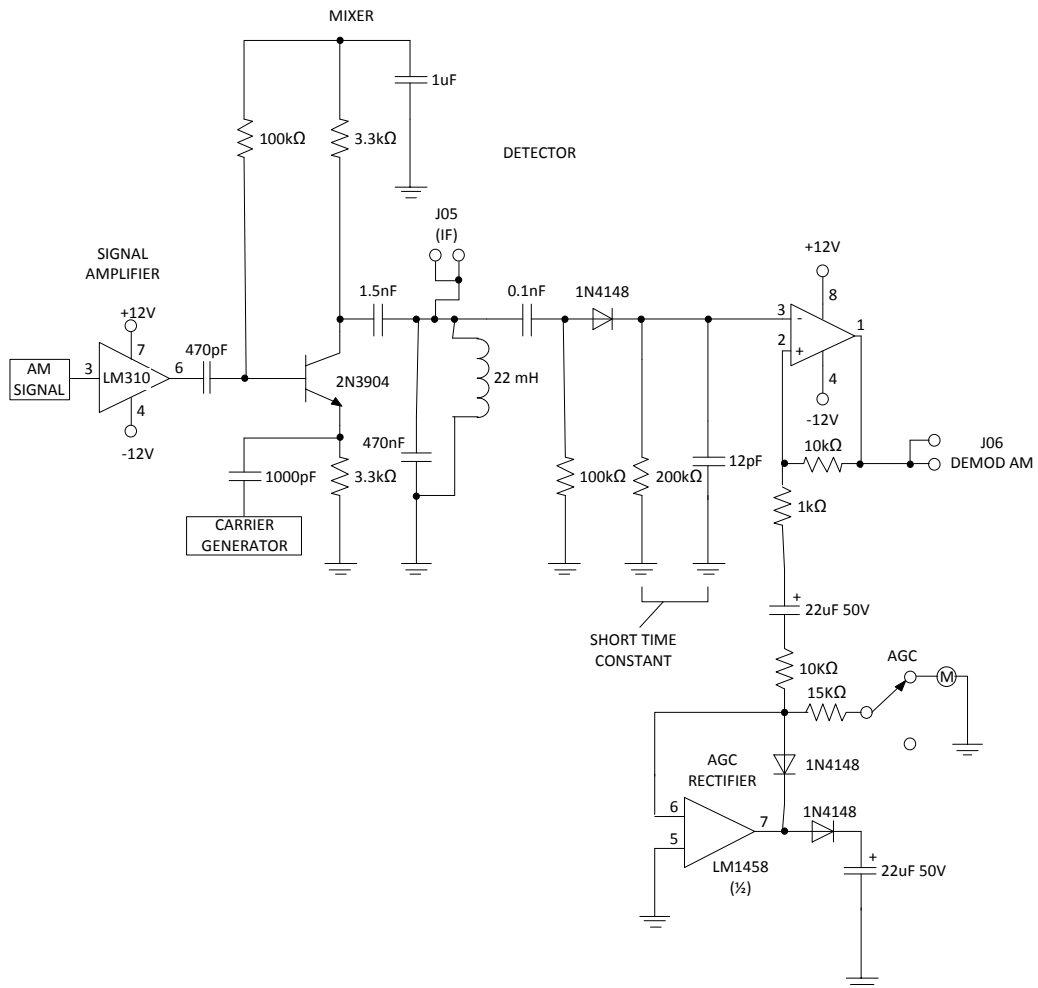 MIXER
1uF
100kΩ
3.3kΩ
DETECTOR
J05
(IF)
SIGNAL
AMPLIFIER
+12V
+12V
8
1.5nF
0.1nF
1N4148
3
-
1
7
470pF
2
+
AM
SIGNAL
3
LM310
6
2N3904
22 mH
4
4
-12V
-12V
470nF
10kΩ
J06
DEMOD AM
1000pF
3.3kΩ
100kΩ
200kΩ
12pF
1kΩ
CARRIER
GENERATOR
+
22uF 50V
SHORT TIME
CONSTANT
10KΩ
AGC
15KΩ
M
AGC
RECTIFIER
1N4148
6
7
1N4148
5
+
LM1458
(½)
22uF 50V